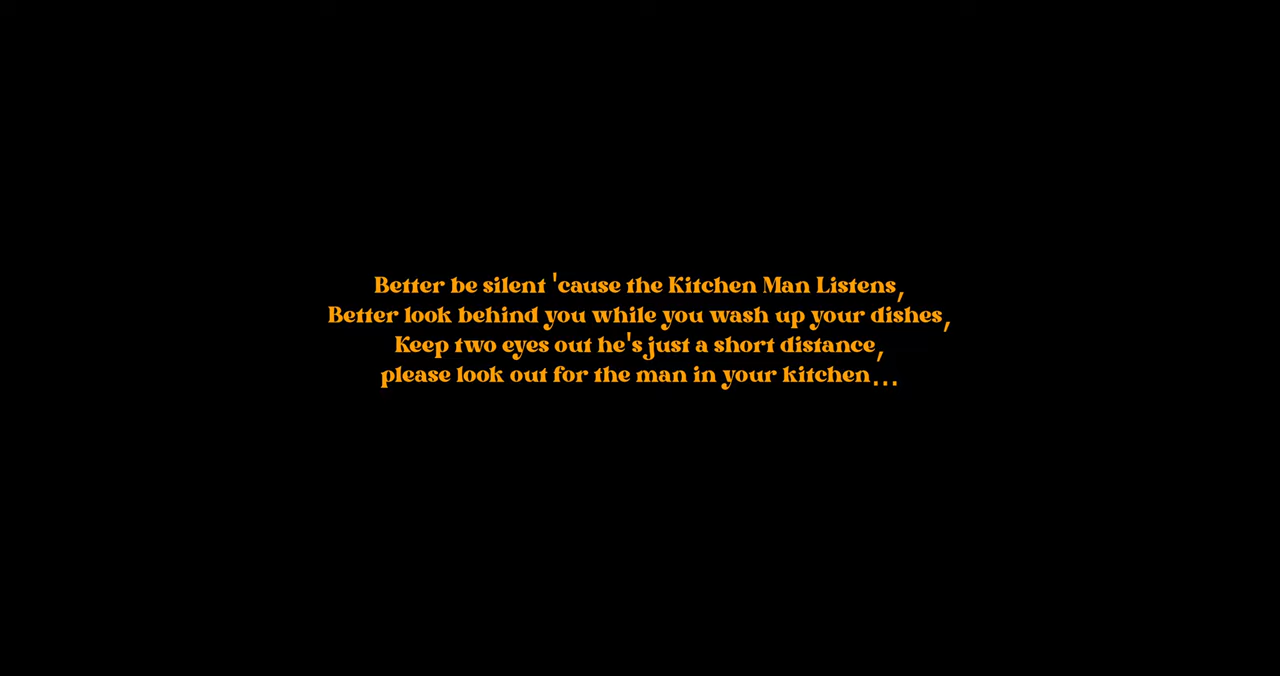 Better be silent 'cause the Kitchen Man Listens,
Better look behind you while you wash up your dishes,
Keep two eyes out he's just a short distance,
please look out for the man in your kitchen...